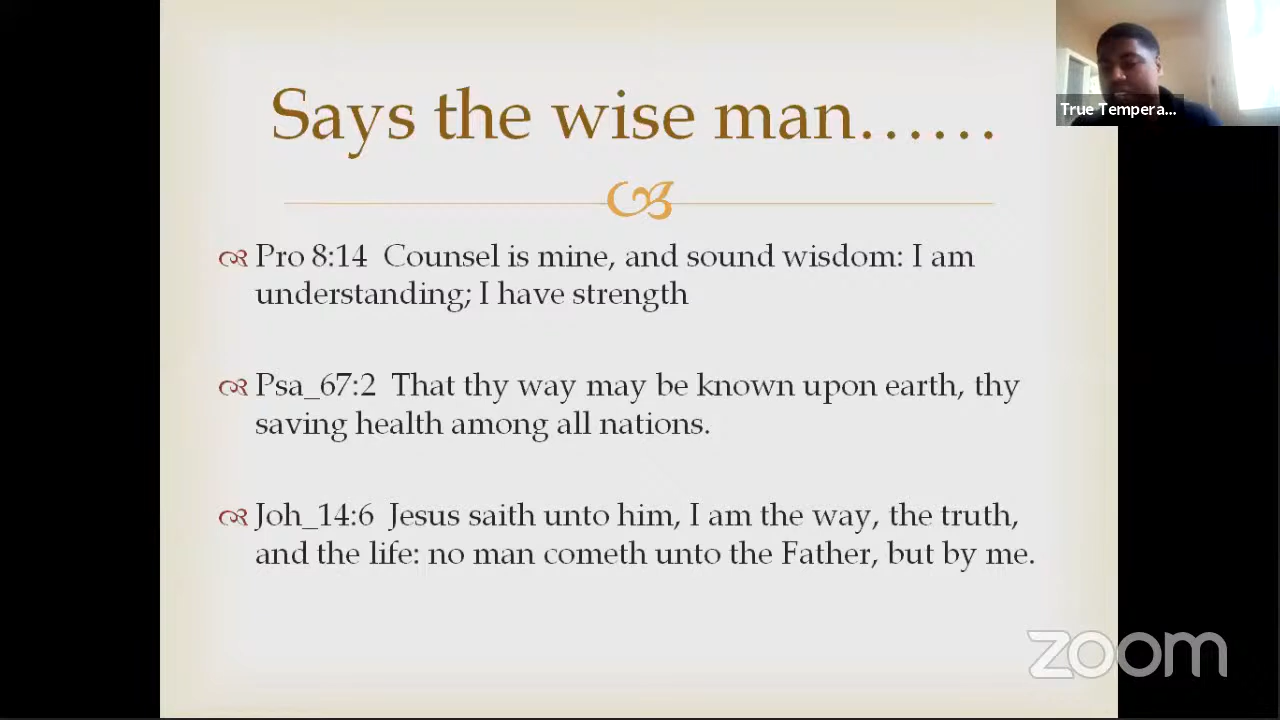 Says the wise man……
True Tempera...
Pro 8:14  Counsel is mine, and sound wisdom: I am
understanding; I have strength
Psa_67:2  That thy way may be known upon earth, thy
saving health among all nations.
Joh_14:6  Jesus saith unto him, I am the way, the truth,
and the life: no man cometh unto the Father, but by me.
zoom